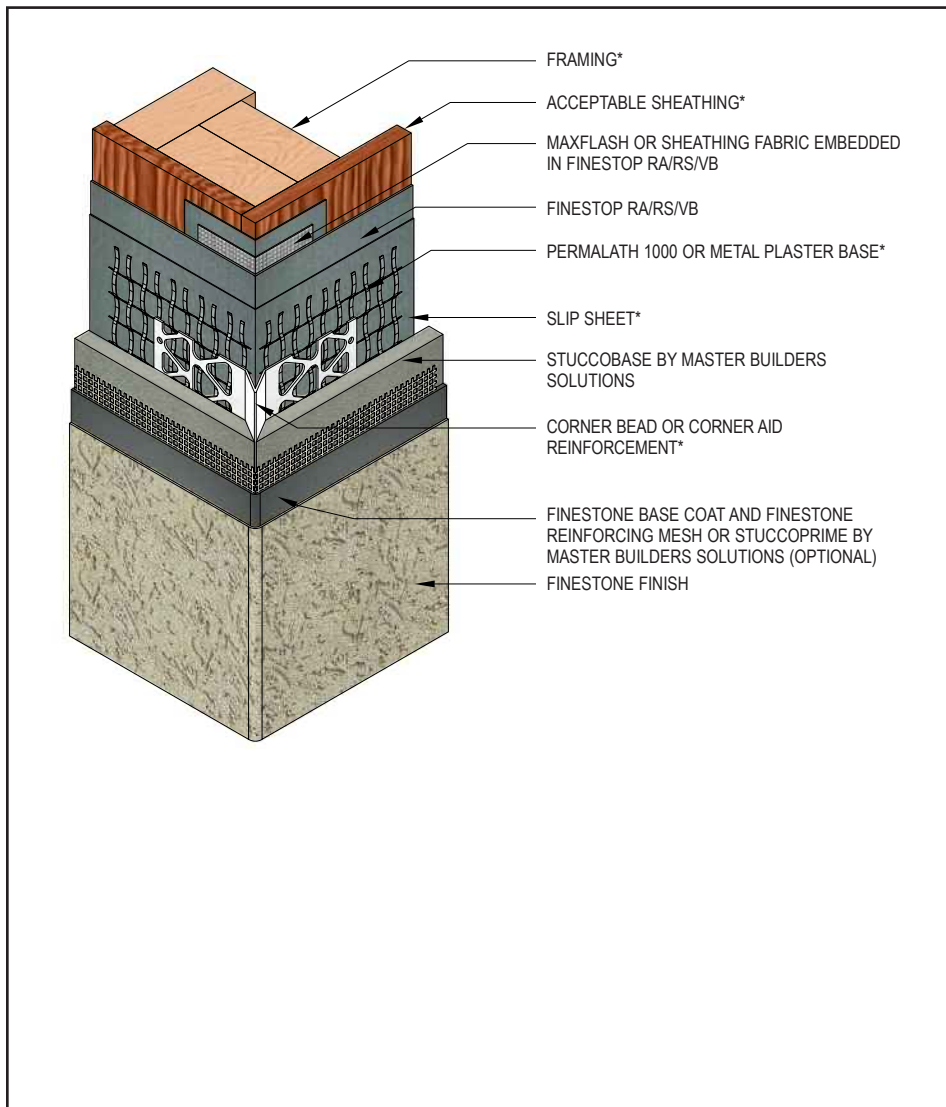 FRAMING*
ACCEPTABLE SHEATHING*
MAXFLASH OR SHEATHING FABRIC EMBEDDED
IN FINESTOP RA/RS/VB
FINESTOP RA/RS/VB
PERMALATH 1000 OR METAL PLASTER BASE*
SLIP SHEET*
STUCCOBASE BY MASTER BUILDERS
SOLUTIONS
CORNER BEAD OR CORNER AID
REINFORCEMENT*
FINESTONE BASE COAT AND FINESTONE
REINFORCING MESH OR STUCCOPRIME BY
MASTER BUILDERS SOLUTIONS (OPTIONAL)
FINESTONE FINISH